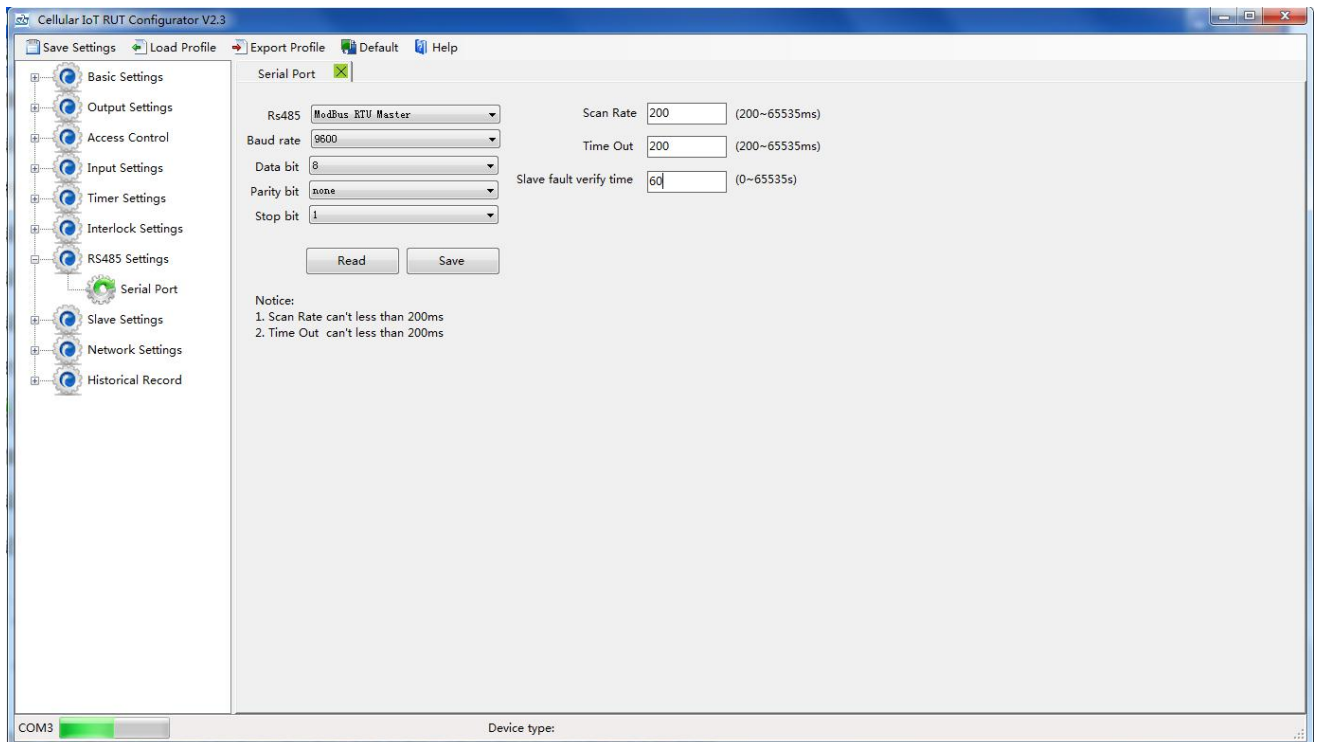 Cellular IoT RUT Configurator V2.3
Save Settings Load Profile Export Profile Default Help
Basic Settings
Output Settings
Access Control
Input Settings
Timer Settings
Interlock Settings
RS485 Settings
Serial Port
Slave Settings
Network Settings
Historical Record
Serial Port
Rs485 ModBus RTU Master
Baud rate 9600
Data bit 8
Parity bit none
Stop bit 1
Scan Rate 200 (200~65535ms)
Time Out 200 (200~65535ms)
Slave fault verify time 60 (0~65535s)
Read Save
Notice:
1. Scan Rate can't less than 200ms
2. Time Out can't less than 200ms
COM3 Device type: